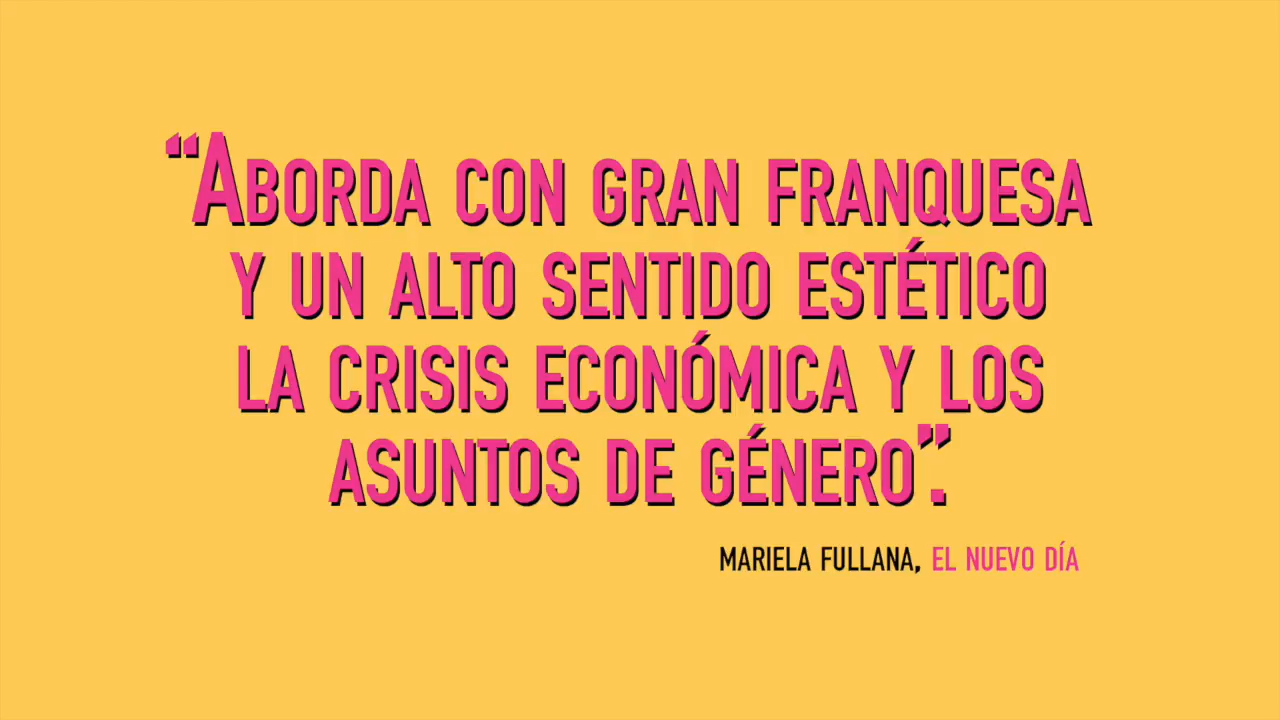 “ABORDA CON GRAN FRANQUESA
Y UN ALTO SENTIDO ESTÉTICO
LA CRISIS ECONÓMICA Y LOS
ASUNTOS DE GÉNERO”.
MARIELA FULLANA, EL NUEVO DÍA